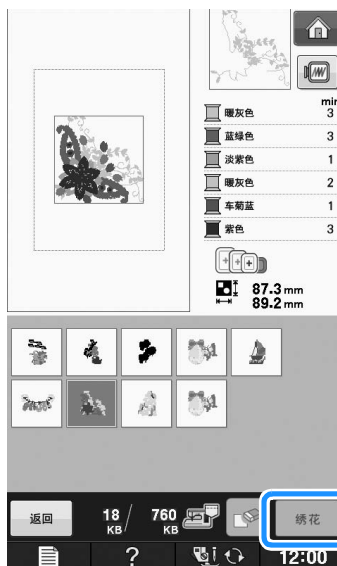 min
暖灰色 3
蓝绿色 3
淡紫色 1
暖灰色 2
车菊蓝 1
紫色 3
87.3 mm
89.2 mm
返回
18 KB / 760 KB
绣花
?
12:00